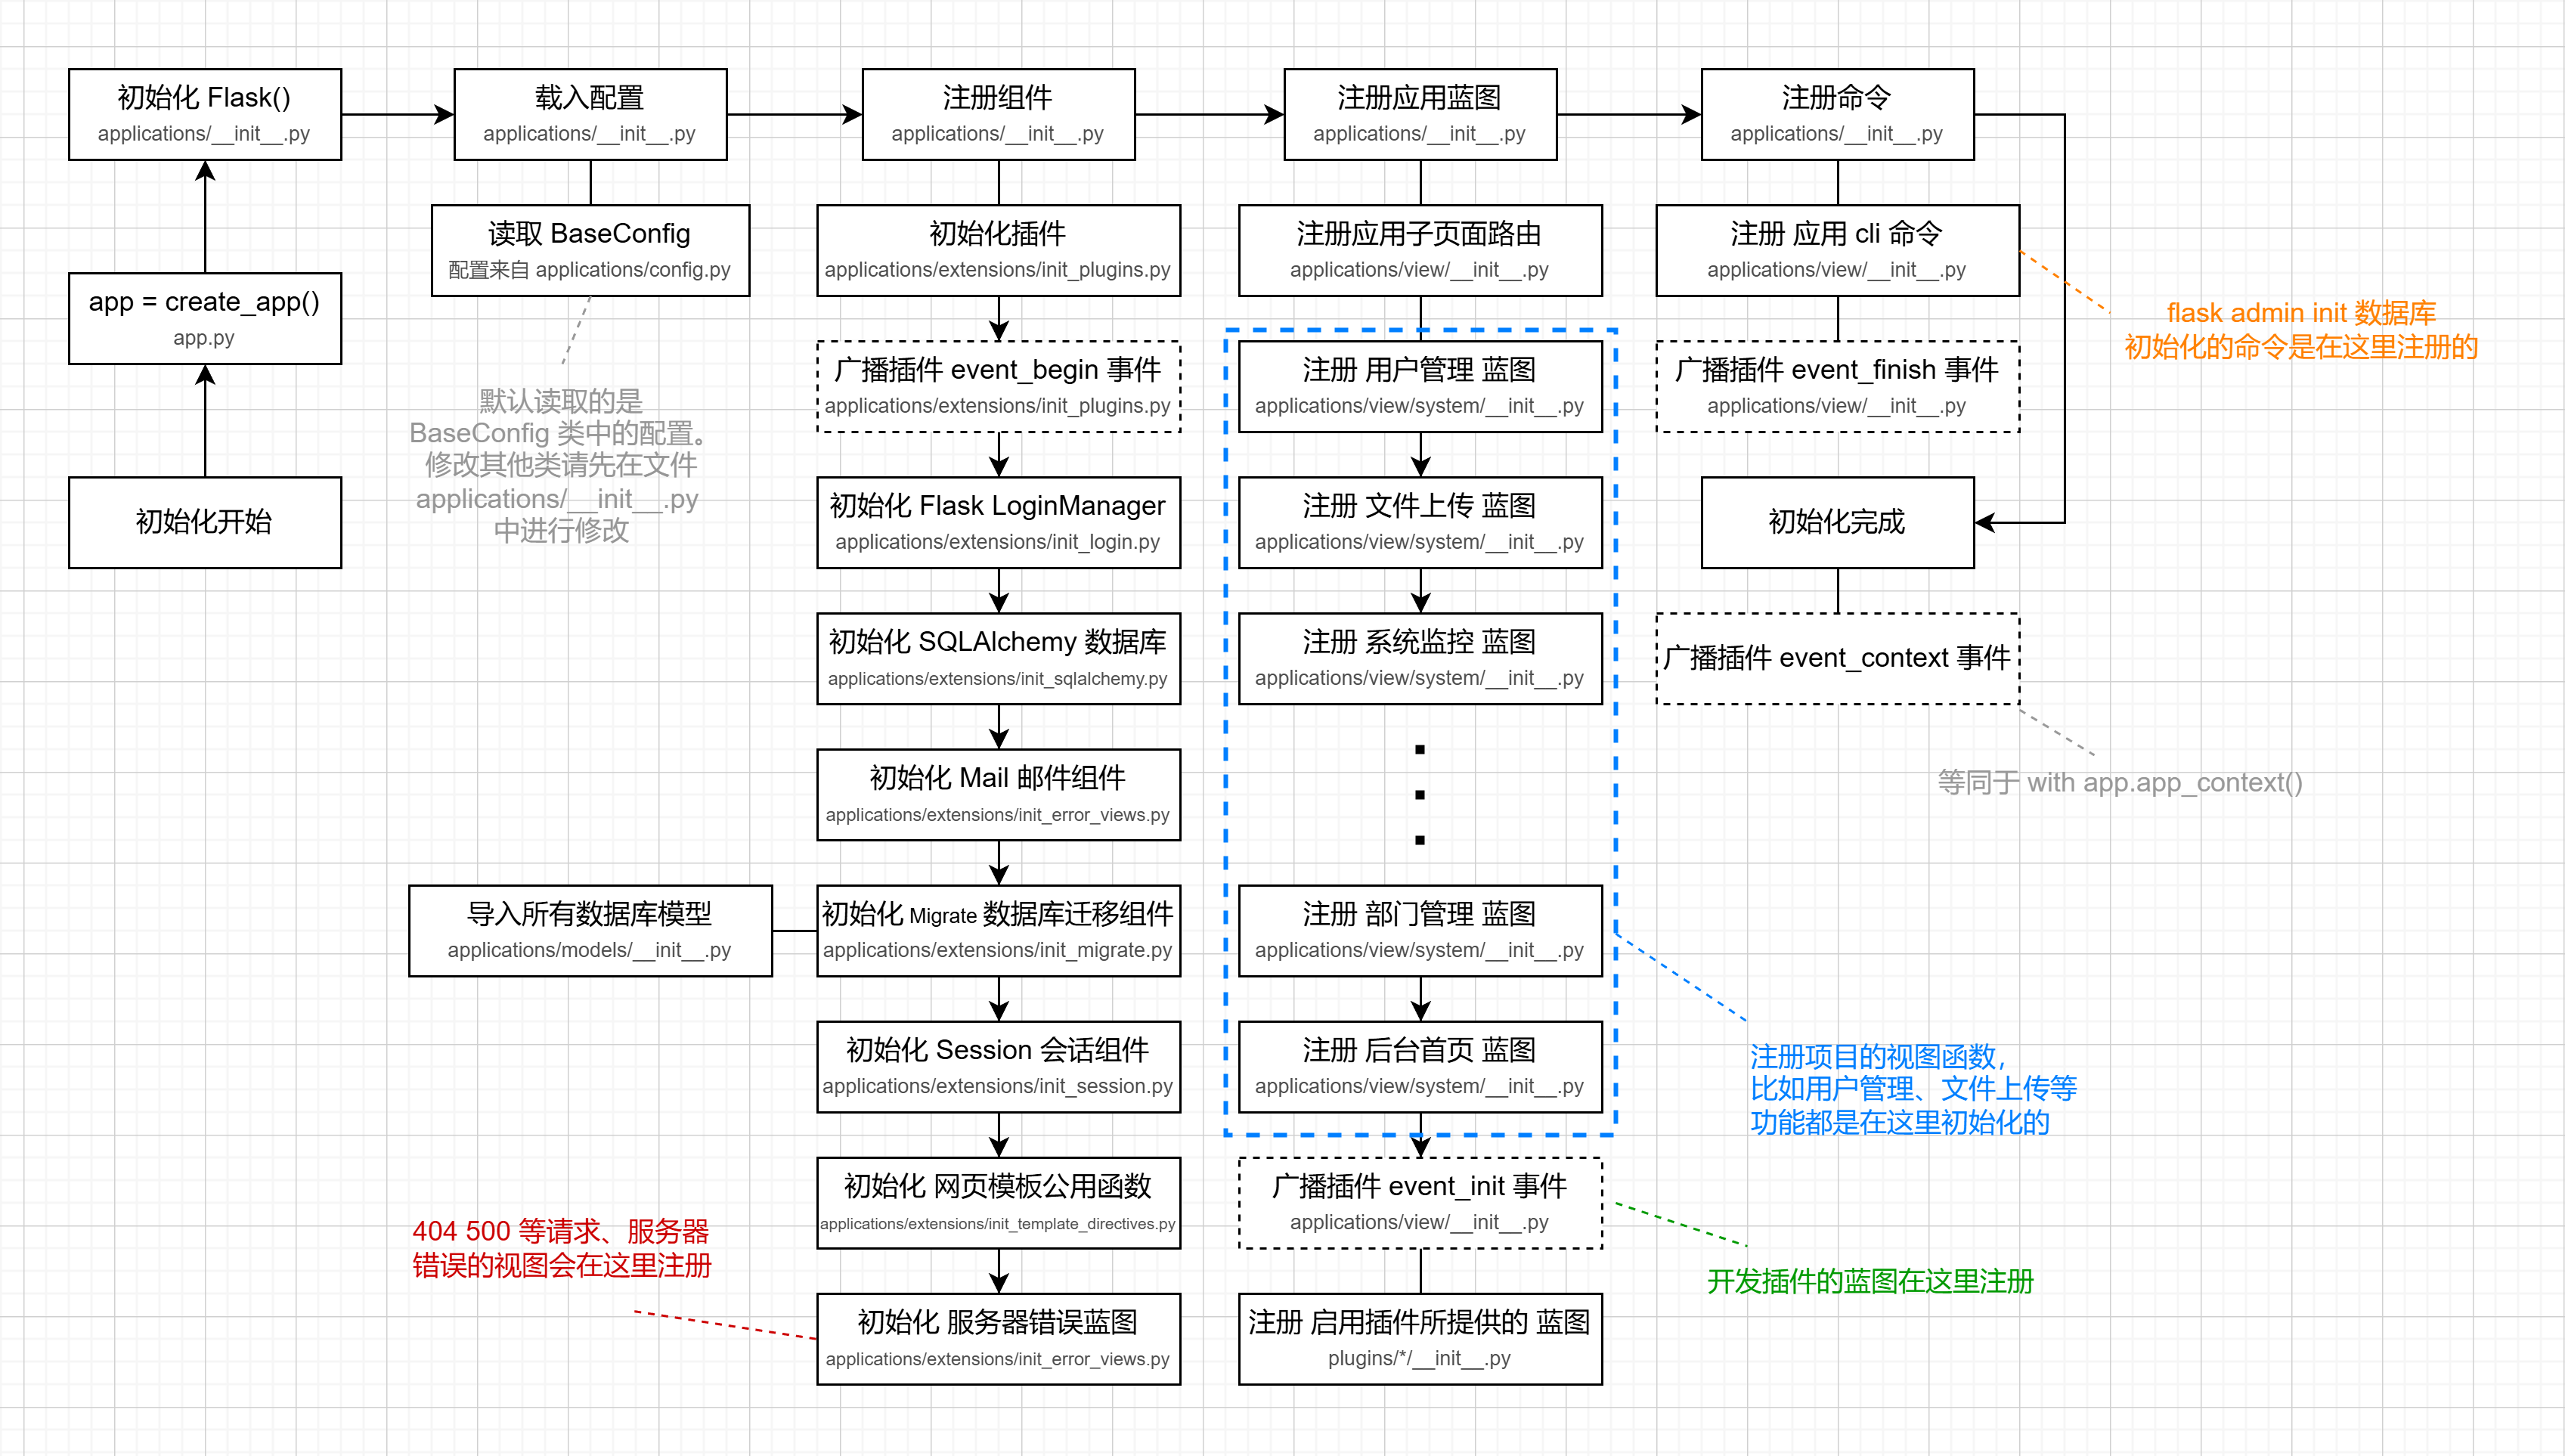 初始化 Flask()
applications/__init__.py
app = create_app()
app.py
初始化开始
载入配置
applications/__init__.py
读取 BaseConfig
配置来自 applications/config.py
默认读取的是
BaseConfig 类中的配置。
修改其他类请先在文件
applications/__init__.py
中进行修改
注册组件
applications/__init__.py
初始化插件
applications/extensions/init_plugins.py
广播插件 event_begin 事件
applications/extensions/init_plugins.py
初始化 Flask LoginManager
applications/extensions/init_login.py
初始化 SQLAlchemy 数据库
applications/extensions/init_sqlalchemy.py
初始化 Mail 邮件组件
applications/extensions/init_error_views.py
导入所有数据库模型
applications/models/__init__.py
初始化 Migrate 数据库迁移组件
applications/extensions/init_migrate.py
初始化 Session 会话组件
applications/extensions/init_session.py
初始化 网页模板公用函数
applications/extensions/init_template_directives.py
404 500 等请求、服务器
错误的视图会在这里注册
初始化 服务器错误蓝图
applications/extensions/init_error_views.py
注册应用蓝图
applications/__init__.py
注册应用子页面路由
applications/view/__init__.py
注册 用户管理 蓝图
applications/view/system/__init__.py
注册 文件上传 蓝图
applications/view/system/__init__.py
注册 系统监控 蓝图
applications/view/system/__init__.py
注册 部门管理 蓝图
applications/view/system/__init__.py
注册 后台首页 蓝图
applications/view/system/__init__.py
注册项目的视图函数，
比如用户管理、文件上传等
功能都是在这里初始化的
广播插件 event_init 事件
applications/view/__init__.py
开发插件的蓝图在这里注册
注册 启用插件所提供的 蓝图
plugins/*/__init__.py
注册命令
applications/__init__.py
注册 应用 cli 命令
applications/view/__init__.py
flask admin init 数据库
初始化的命令是在这里注册的
广播插件 event_finish 事件
applications/view/__init__.py
初始化完成
广播插件 event_context 事件
等同于 with app.app_context()